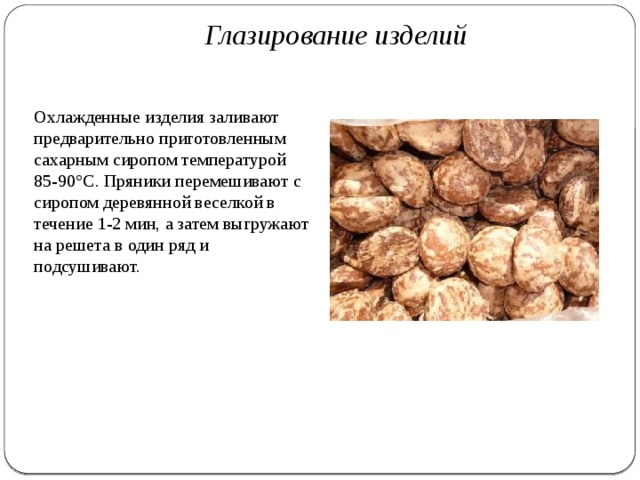 Глазирование изделий
Охлажденные изделия заливают
предварительно приготовленным
сахарным сиропом температурой
85-90°С. Пряники перемешивают с
сиропом деревянной веселкой в
течение 1-2 мин, а затем выгружают
на решета в один ряд и
подсушивают.